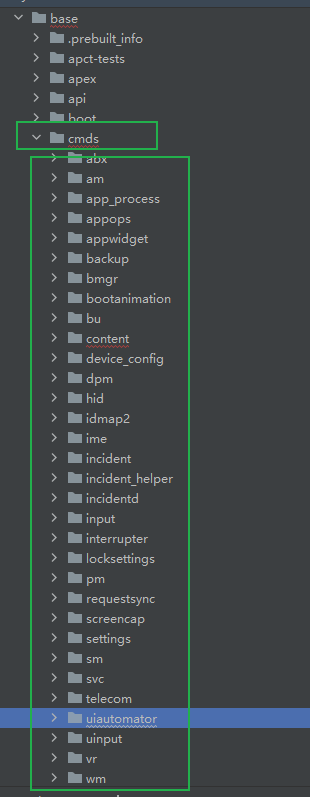 base
.prebuilt_info
apct-tests
apex
api
boot
cmds
abx
am
app_process
appops
appwidget
backup
bmgr
bootanimation
bu
content
device_config
dpm
hid
idmap2
ime
incident
incident_helper
incidentd
input
interrupter
locksettings
pm
requestsync
screencap
settings
sm
svc
telecom
uiautomator
uinput
vr
wm